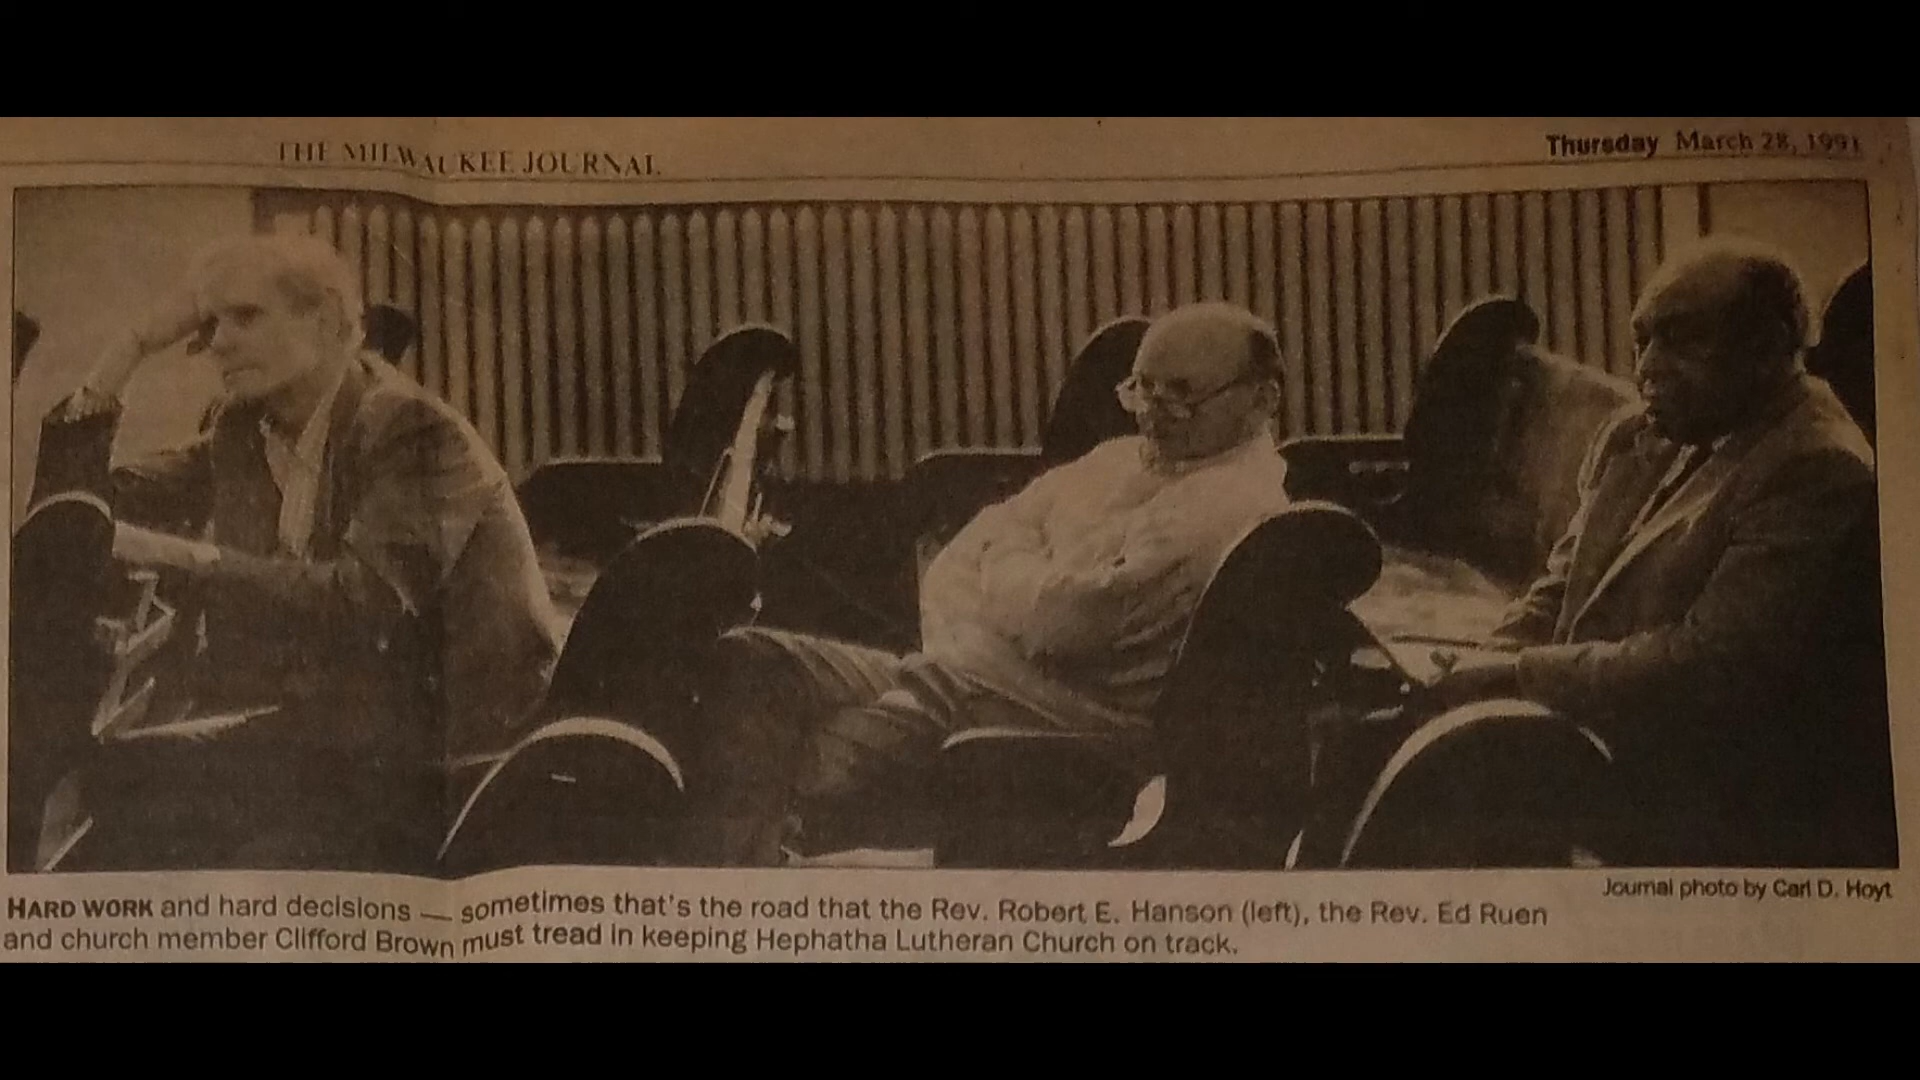 THE MILWAUKEE JOURNAL
Thursday March 28, 1991
Journal photo by Carl D. Hoyt
HARD WORK and hard decisions — sometimes that's the road that the Rev. Robert E. Hanson (left), the Rev. Ed Ruen
and church member Clifford Brown must tread in keeping Hephatha Lutheran Church on track.